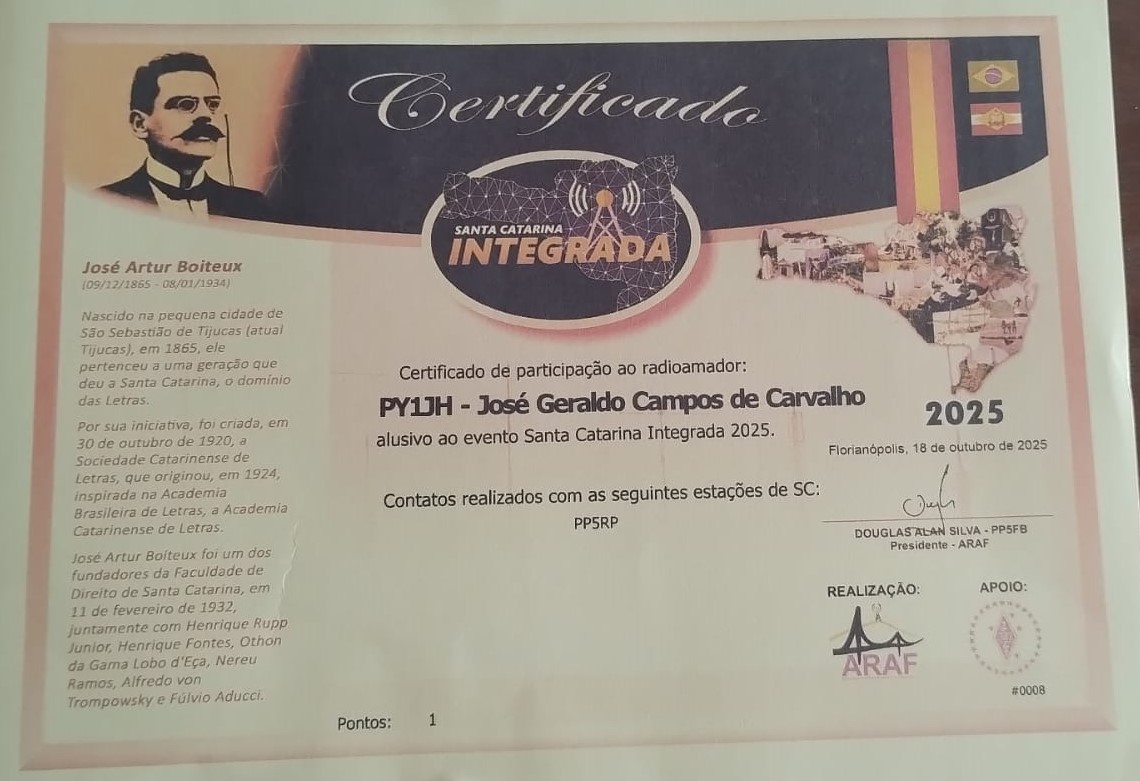 Certificado
SANTA CATARINA
INTEGRADA
José Artur Boiteux
(09/12/1865 - 08/01/1934)
Nascido na pequena cidade de
São Sebastião de Tijucas (atual
Tijucas), em 1865, ele
pertenceu a uma geração que
deu a Santa Catarina, o domínio
das Letras.
Por sua iniciativa, foi criada, em
30 de outubro de 1920, a
Sociedade Catarinense de
Letras, que originou, em 1924,
inspirada na Academia
Brasileira de Letras, a Academia
Catarinense de Letras.
José Artur Boiteux foi um dos
fundadores da Faculdade de
Direito de Santa Catarina, em
11 de fevereiro de 1932,
juntamente com Henrique Rupp
Junior, Henrique Fontes, Othon
da Gama Lobo d'Eça, Nereu
Ramos, Alfredo von
Trompowsky e Fúlvio Aducci.
Certificado de participação ao radioamador:
PY1JH - José Geraldo Campos de Carvalho
alusivo ao evento Santa Catarina Integrada 2025.
Contatos realizados com as seguintes estações de SC:
PP5RP
Pontos: 1
2025
Florianópolis, 18 de outubro de 2025
DOUGLAS ALAN SILVA - PP5FB
Presidente - ARAF
REALIZAÇÃO:
ARAF
APOIO:
#0008